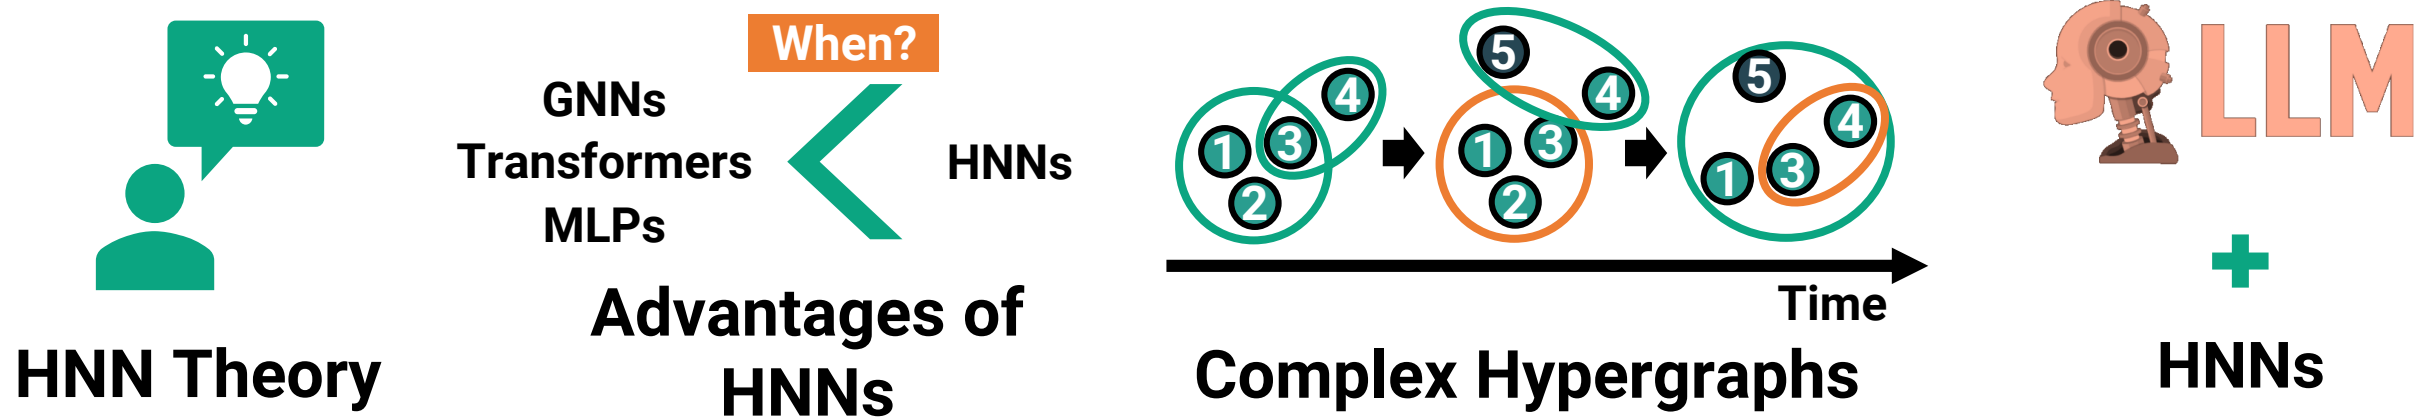 HNN Theory
When?
GNNs
Transformers
MLPs
HNNs
Advantages of
HNNs
1
2
3
4
1
2
3
4
5
1
3
4
5
Time
Complex Hypergraphs
LLM
+
HNNs